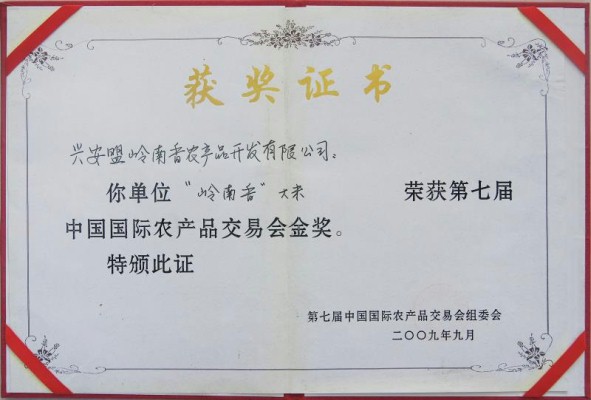 获奖证书
兴安盟岭南香农产品开发有限公司：
你单位"岭南香"大米 荣获第七届
中国国际农产品交易会金奖。
特颁此证
第七届中国国际农产品交易会组委会
二〇〇九年九月